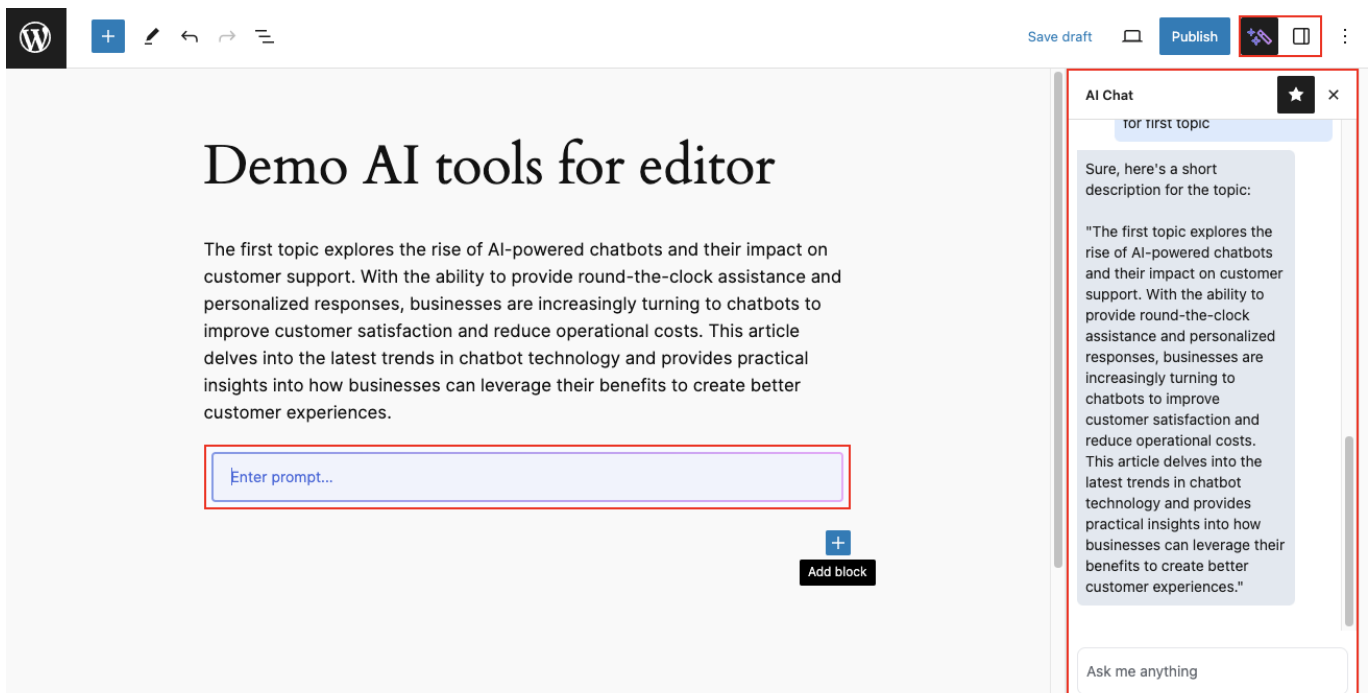 Save draft
Publish
Demo AI tools for editor
The first topic explores the rise of AI-powered chatbots and their impact on
customer support. With the ability to provide round-the-clock assistance and
personalized responses, businesses are increasingly turning to chatbots to
improve customer satisfaction and reduce operational costs. This article
delves into the latest trends in chatbot technology and provides practical
insights into how businesses can leverage their benefits to create better
customer experiences.
Enter prompt...
Add block
AI Chat
for first topic
Sure, here's a short
description for the topic:
"The first topic explores the
rise of AI-powered chatbots
and their impact on customer
support. With the ability to
provide round-the-clock
assistance and personalized
responses, businesses are
increasingly turning to
chatbots to improve
customer satisfaction and
reduce operational costs.
This article delves into the
latest trends in chatbot
technology and provides
practical insights into how
businesses can leverage their
benefits to create better
customer experiences."
Ask me anything